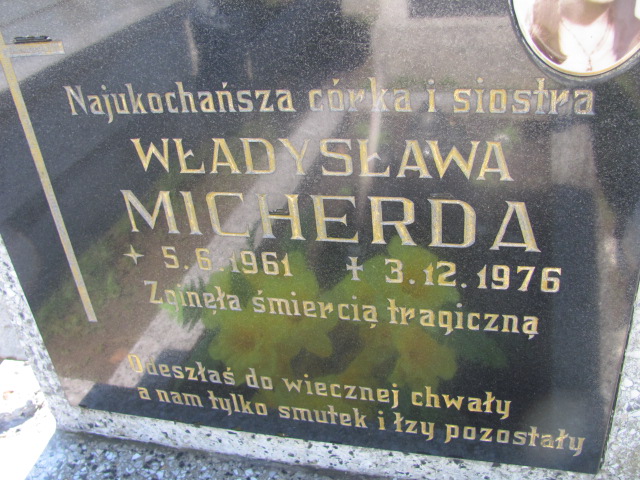 Najukochańsza córka i siostra
WŁADYSŁAWA
MICHERDA
5.6.1961 3.12.1976
Zginęła śmiercią tragiczną
Odeszłaś do wiecznej chwały
a nam tylko smutek i łzy pozostały